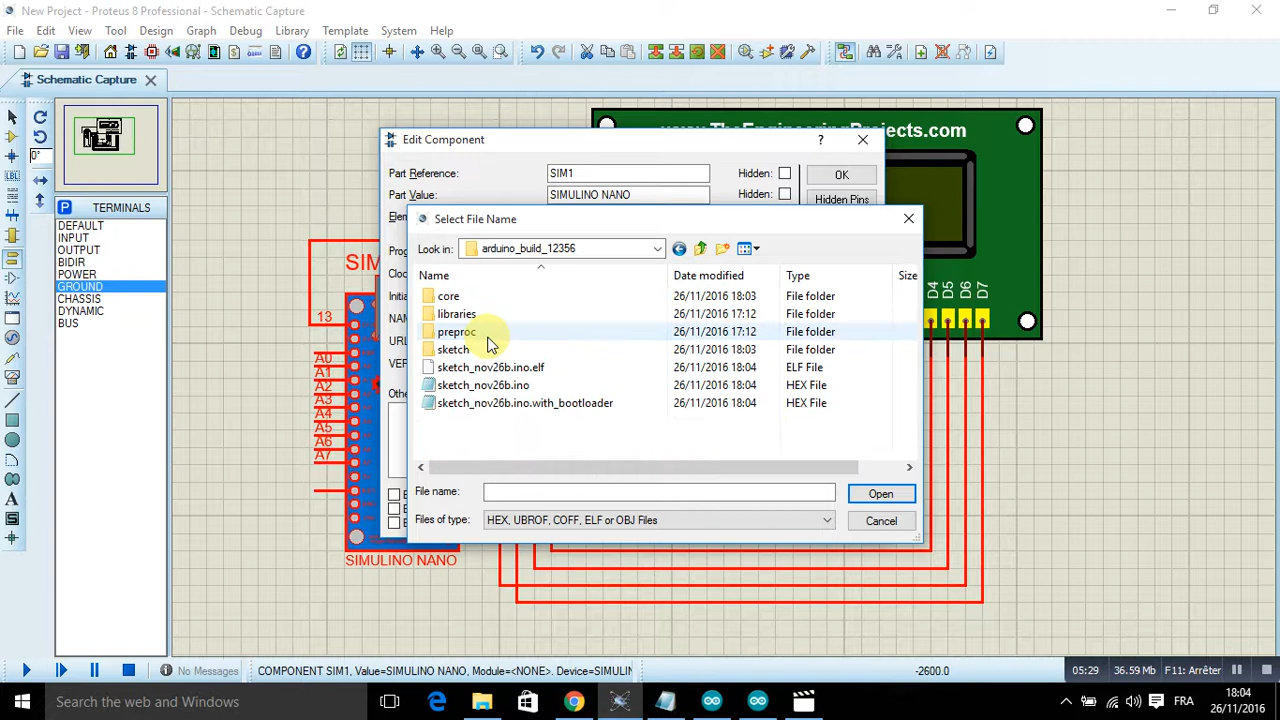 New Project - Proteus 8 Professional - Schematic Capture
File Edit View Tool Design Graph Debug Library Template System Help
Schematic Capture
0°
P TERMINALS
DEFAULT
INPUT
OUTPUT
BIDIR
POWER
GROUND
CHASSIS
DYNAMIC
BUS
www.TheEngineeringProjects.com
D4 D5 D6 D7
13
A0
A1
A2
A3
A4
A5
A6
A7
SIMULINO NANO
Edit Component
Part Reference: SIM1 Hidden: OK
Part Value: SIMULINO NANO Hidden: Hidden Pins
Select File Name
Look in: arduino_build_12356
Name Date modified Type Size
core 26/11/2016 18:03 File folder
libraries 26/11/2016 17:12 File folder
preproc 26/11/2016 17:12 File folder
sketch 26/11/2016 18:03 File folder
sketch_nov26b.ino.elf 26/11/2016 18:04 ELF File
sketch_nov26b.ino 26/11/2016 18:04 HEX File
sketch_nov26b.ino.with_bootloader 26/11/2016 18:04 HEX File
File name: Open
Files of type: HEX, UBROF, COFF, ELF or OBJ Files Cancel
No Messages COMPONENT SIM1, Value=SIMULINO NANO, Module=<NONE>. Device=SIMULIN -2600.0 05:29 36.59 Mb F11: Arrêter
Search the web and Windows
FRA 18:04
26/11/2016